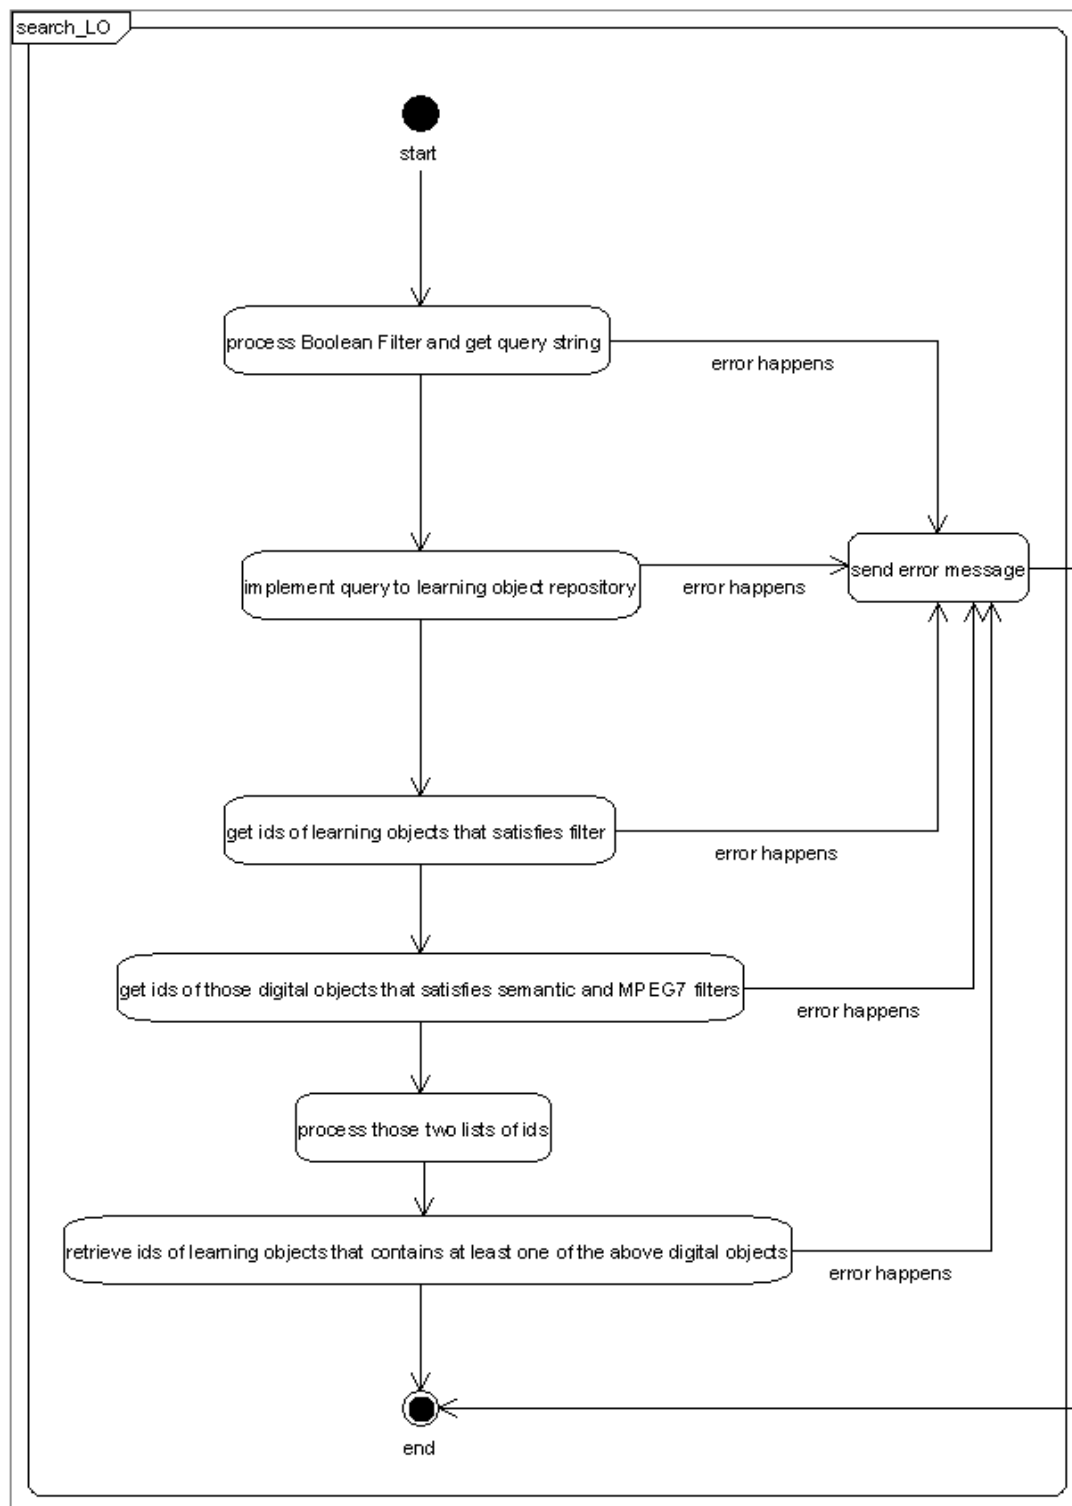 search_LO
start
process Boolean Filter and get query string
error happens
implement query to learning object repository
error happens
send error message
get ids of learning objects that satisfies filter
error happens
get ids of those digital objects that satisfies semantic and MPEG7 filters
error happens
process those two lists of ids
retrieve ids of learning objects that contains at least one of the above digital objects
error happens
end